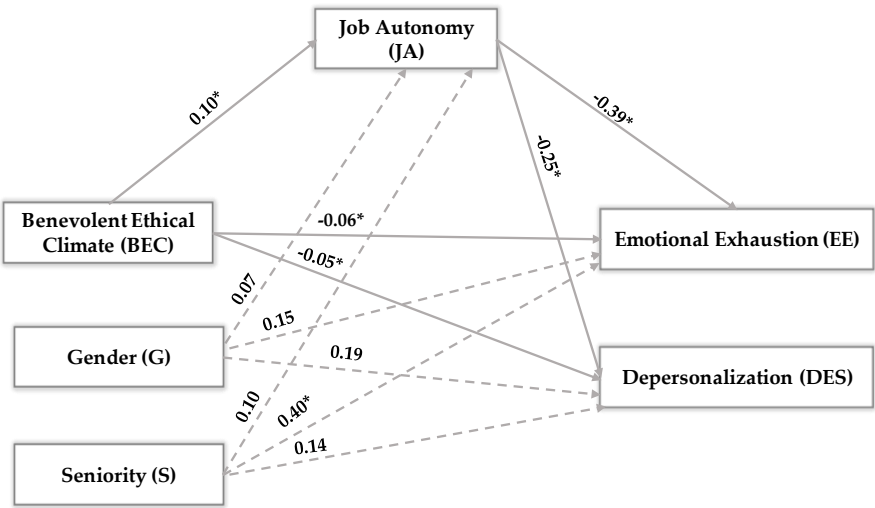 Job Autonomy
(JA)
0.10*
-0.39*
-0.25*
Benevolent Ethical
Climate (BEC)
-0.06*
-0.05*
Emotional Exhaustion (EE)
0.07
0.15
Gender (G)
0.19
Depersonalization (DES)
0.10
0.40*
0.14
Seniority (S)